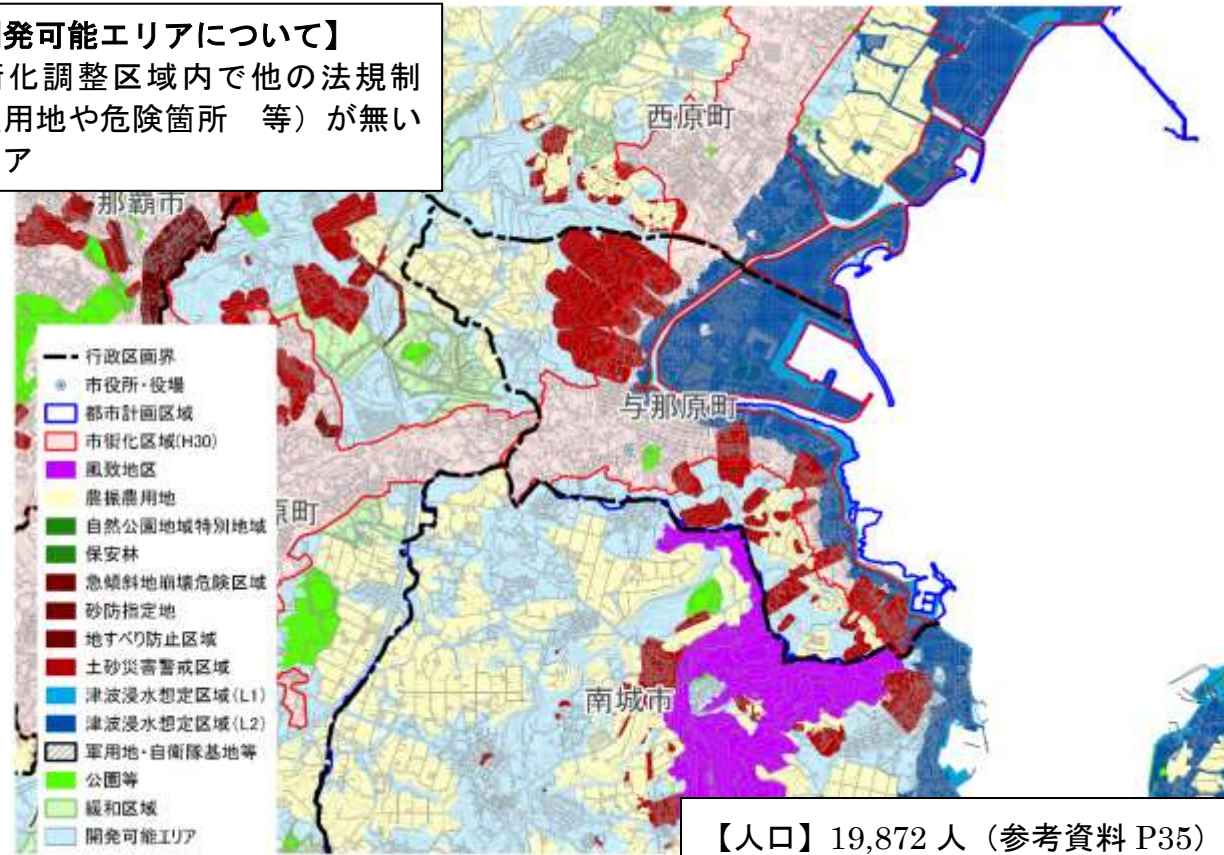 発可能エリアについて】
街化調整区域内で他の法規制
用地や危険箇所 等）が無い
ア
西原町
那覇市
与那原町
原町
南城市
行政区画界
市役所・役場
都市計画区域
市街化区域(H30)
風致地区
農振農用地
自然公園地域特別地域
保安林
急傾斜地崩壊危険区域
砂防指定地
地すべり防止区域
土砂災害警戒区域
津波浸水想定区域(L1)
津波浸水想定区域(L2)
軍用地・自衛隊基地等
公園等
緩和区域
開発可能エリア
【人口】19,872 人（参考資料 P35）